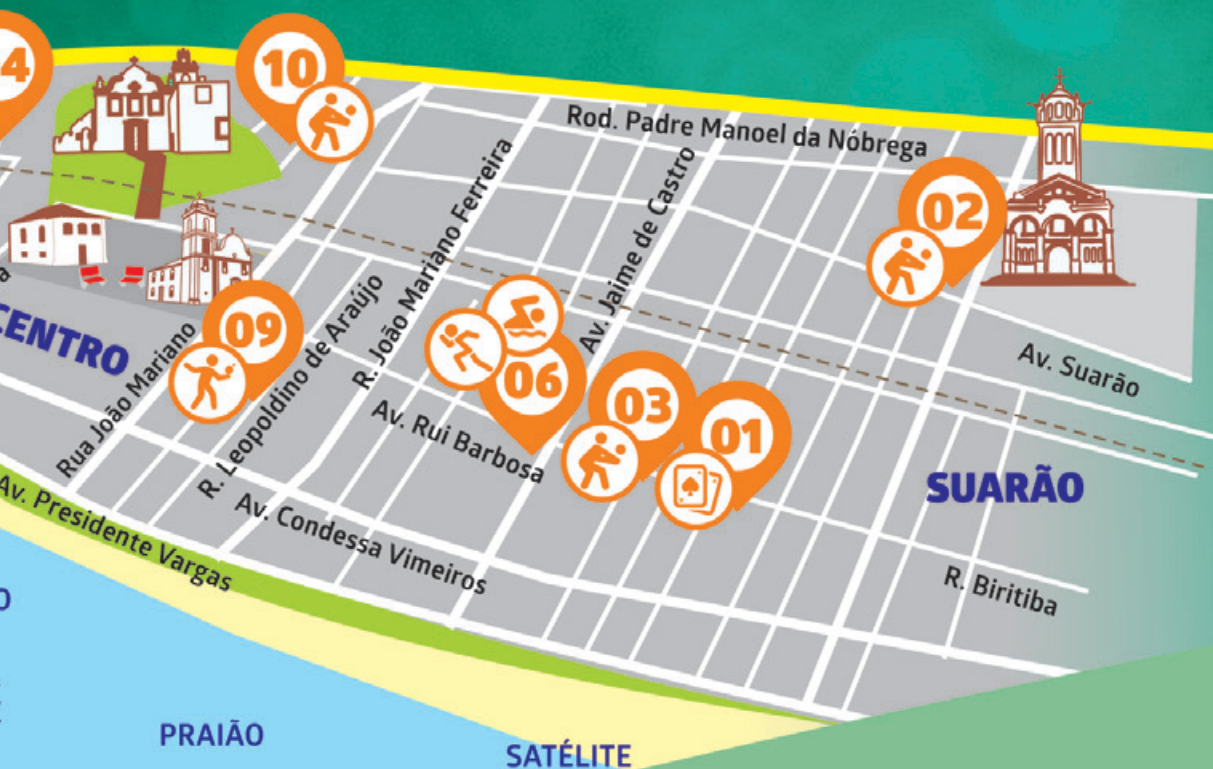 4
10
Rod. Padre Manoel da Nóbrega
02
R. João Mariano Ferreira
Av. Jaime de Castro
a
CENTRO
09
Rua João Mariano
R. Leopoldino de Araújo
06
03
01
Av. Rui Barbosa
Av. Suarão
SUARÃO
Av. Presidente Vargas
Av. Condessa Vimeiros
R. Biritiba
O
PRAIÃO
SATÉLITE